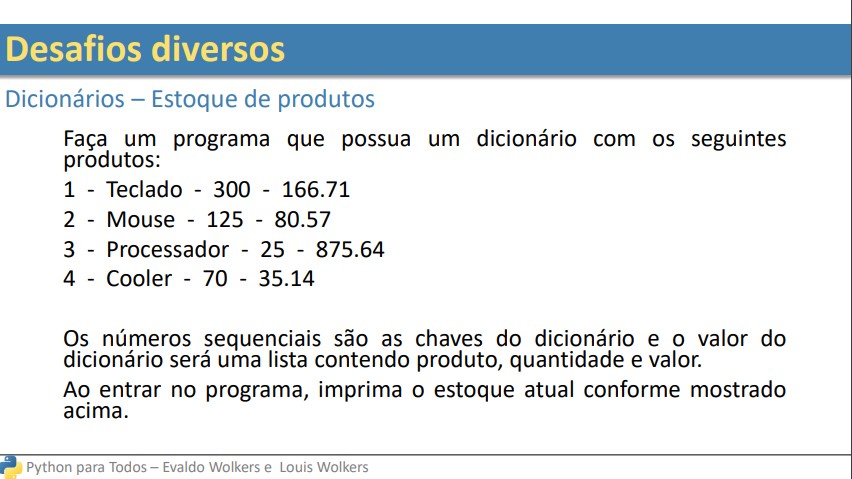 Desafios diversos
Dicionários – Estoque de produtos
Faça um programa que possua um dicionário com os seguintes
produtos:
1 - Teclado - 300 - 166.71
2 - Mouse - 125 - 80.57
3 - Processador - 25 - 875.64
4 - Cooler - 70 - 35.14
Os números sequenciais são as chaves do dicionário e o valor do
dicionário será uma lista contendo produto, quantidade e valor.
Ao entrar no programa, imprima o estoque atual conforme mostrado
acima.
Python para Todos – Evaldo Wolkers e Louis Wolkers